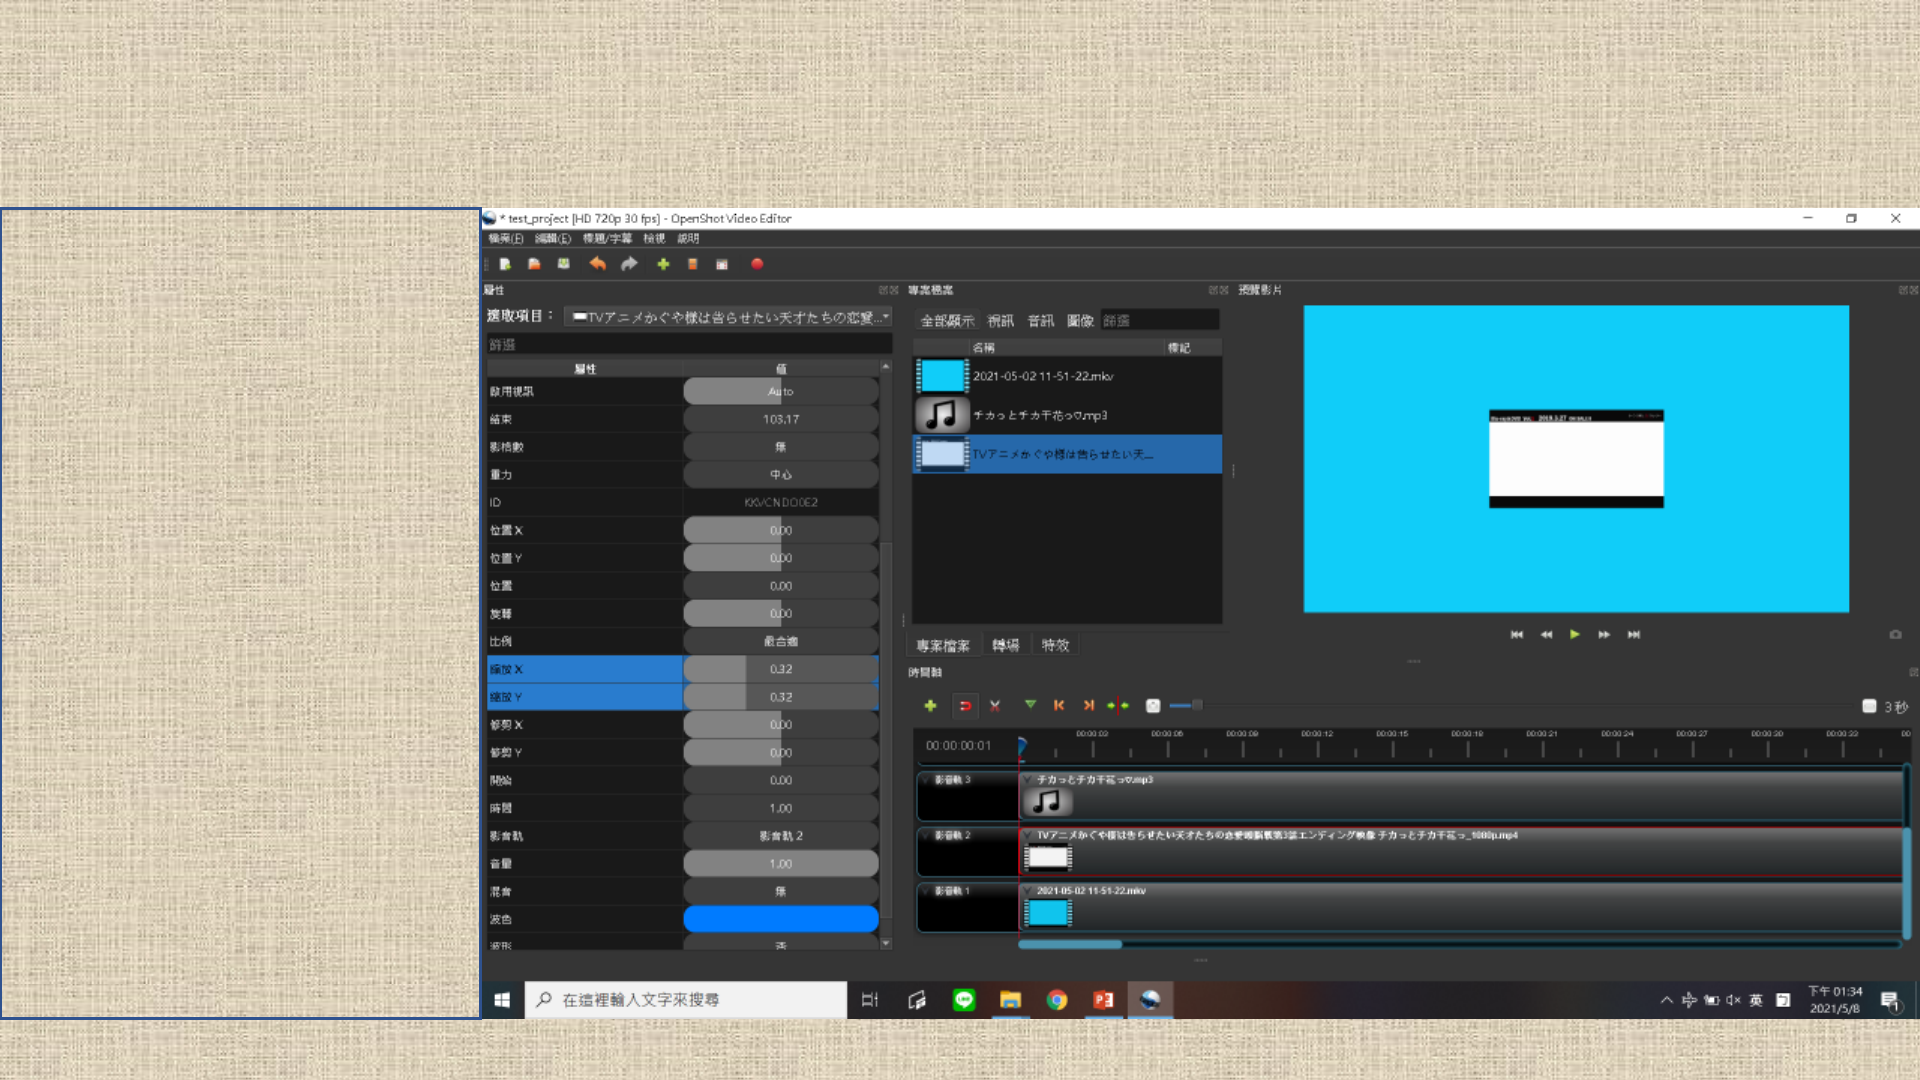 * test_project [HD 720p 30 fps] - OpenShot Video Editor
檔案(F) 編輯(E) 標題/字幕 檢視 說明
屬性
選取項目：
TVアニメかぐや様は告らせたい天才たちの恋愛...
篩選
屬性 值
啟用視訊 Auto
結束 103.17
影格數 無
重力 中心
ID KKVCNDO0E2
位置 X 0.00
位置 Y 0.00
位置 0.00
旋轉 0.00
比例 最合適
縮放 X 0.32
縮放 Y 0.32
修剪 X 0.00
修剪 Y 0.00
開始 0.00
時間 1.00
影音軌 影音軌 2
音量 1.00
混音 無
波色
波形 否
專案檔案
全部顯示 視訊 音訊 圖像 篩選
名稱 標記
2021-05-02 11-51-22.mkv
チカっとチカ千花っ♡.mp3
TVアニメかぐや様は告らせたい天...
專案檔案 轉場 特效
預覽影片
時間軸
3 秒
00:00:00:01
00:00:03 00:00:06 00:00:09 00:00:12 00:00:15 00:00:18 00:00:21 00:00:24 00:00:27 00:00:30 00:00:33 00
影音軌 3 チカっとチカ千花っ♡.mp3
影音軌 2 TVアニメかぐや様は告らせたい天才たちの恋愛頭脳戦第3話エンディング映像 チカっとチカ千花っ_1080p.mp4
影音軌 1 2021-05-02 11-51-22.mkv
在這裡輸入文字來搜尋
英
下午 01:34
2021/5/8
1